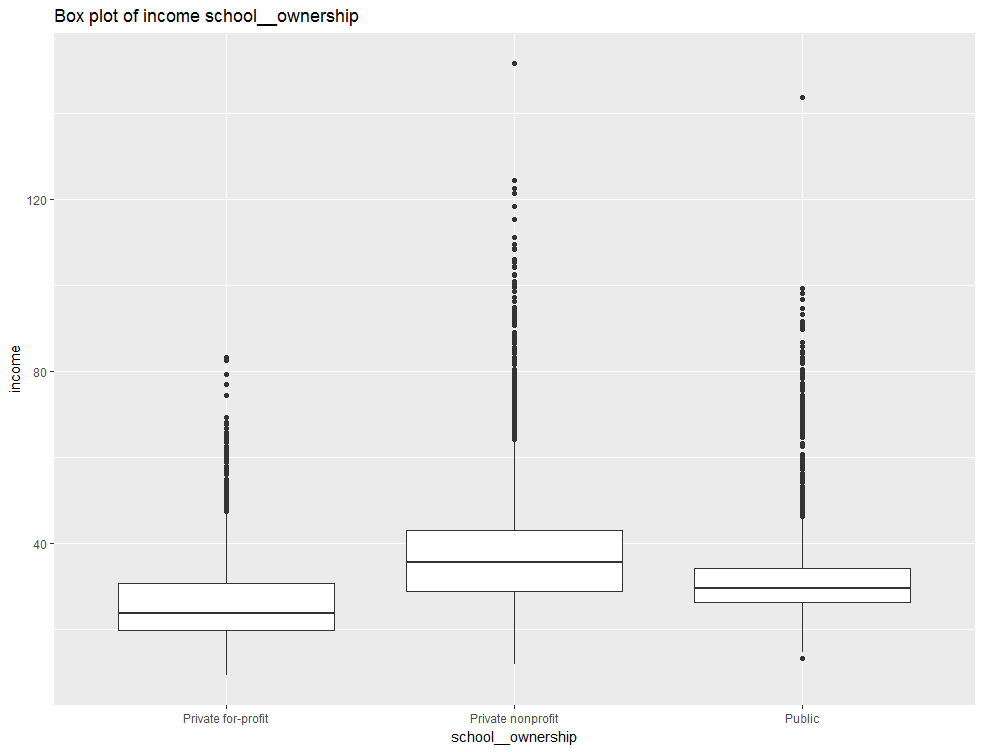 Box plot of income school__ownership
120
80
40
income
Private for-profit
Private nonprofit
Public
school__ownership